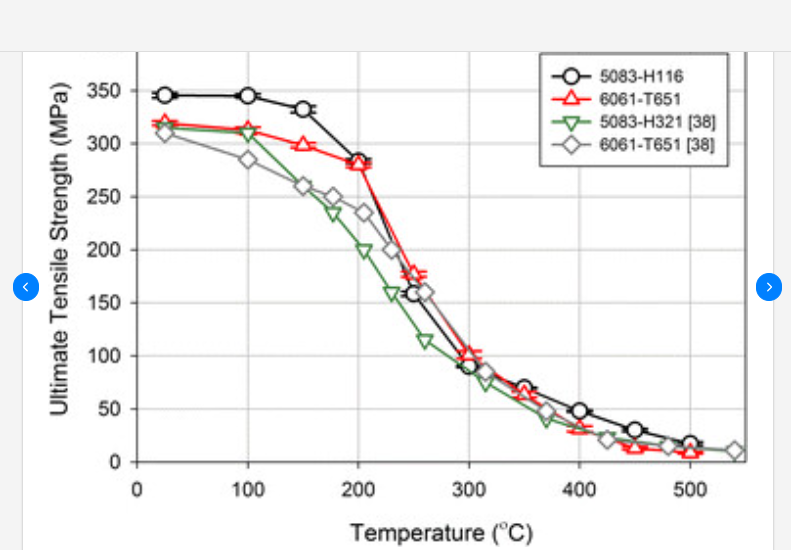 5083-H116
6061-T651
5083-H321 [38]
6061-T651 [38]
Ultimate Tensile Strength (MPa)
350
300
250
200
150
100
50
0
0 100 200 300 400 500
Temperature (°C)